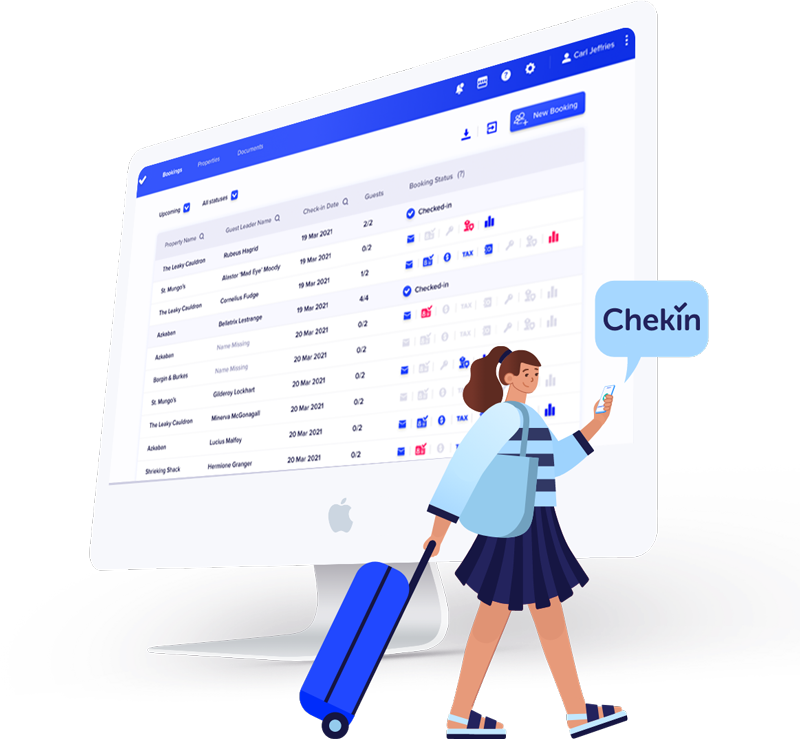 Carl Jeffries
Bookings Properties Documents
New Booking
Upcoming All statuses
Property Name Guest Leader Name Check-in Date Guests Booking Status (?)
The Leaky Cauldron Rubeus Hagrid 19 Mar 2021 2/2 Checked-in
St. Mungo's Alastor 'Mad Eye' Moody 19 Mar 2021 0/2
The Leaky Cauldron Cornelius Fudge 19 Mar 2021 1/2 TAX
Azkaban Bellatrix Lestrange 19 Mar 2021 4/4 Checked-in
Azkaban Name Missing 20 Mar 2021 0/2 TAX
Borgin & Burkes Name Missing 20 Mar 2021 0/2 TAX
St. Mungo's Gilderoy Lockhart 20 Mar 2021 0/2
The Leaky Cauldron Minerva McGonagall 20 Mar 2021 0/2 TAX
Azkaban Lucius Malfoy 20 Mar 2021 0/2 TAX
Shrieking Shack Hermione Granger 20 Mar 2021 0/2 TAX
Chekin